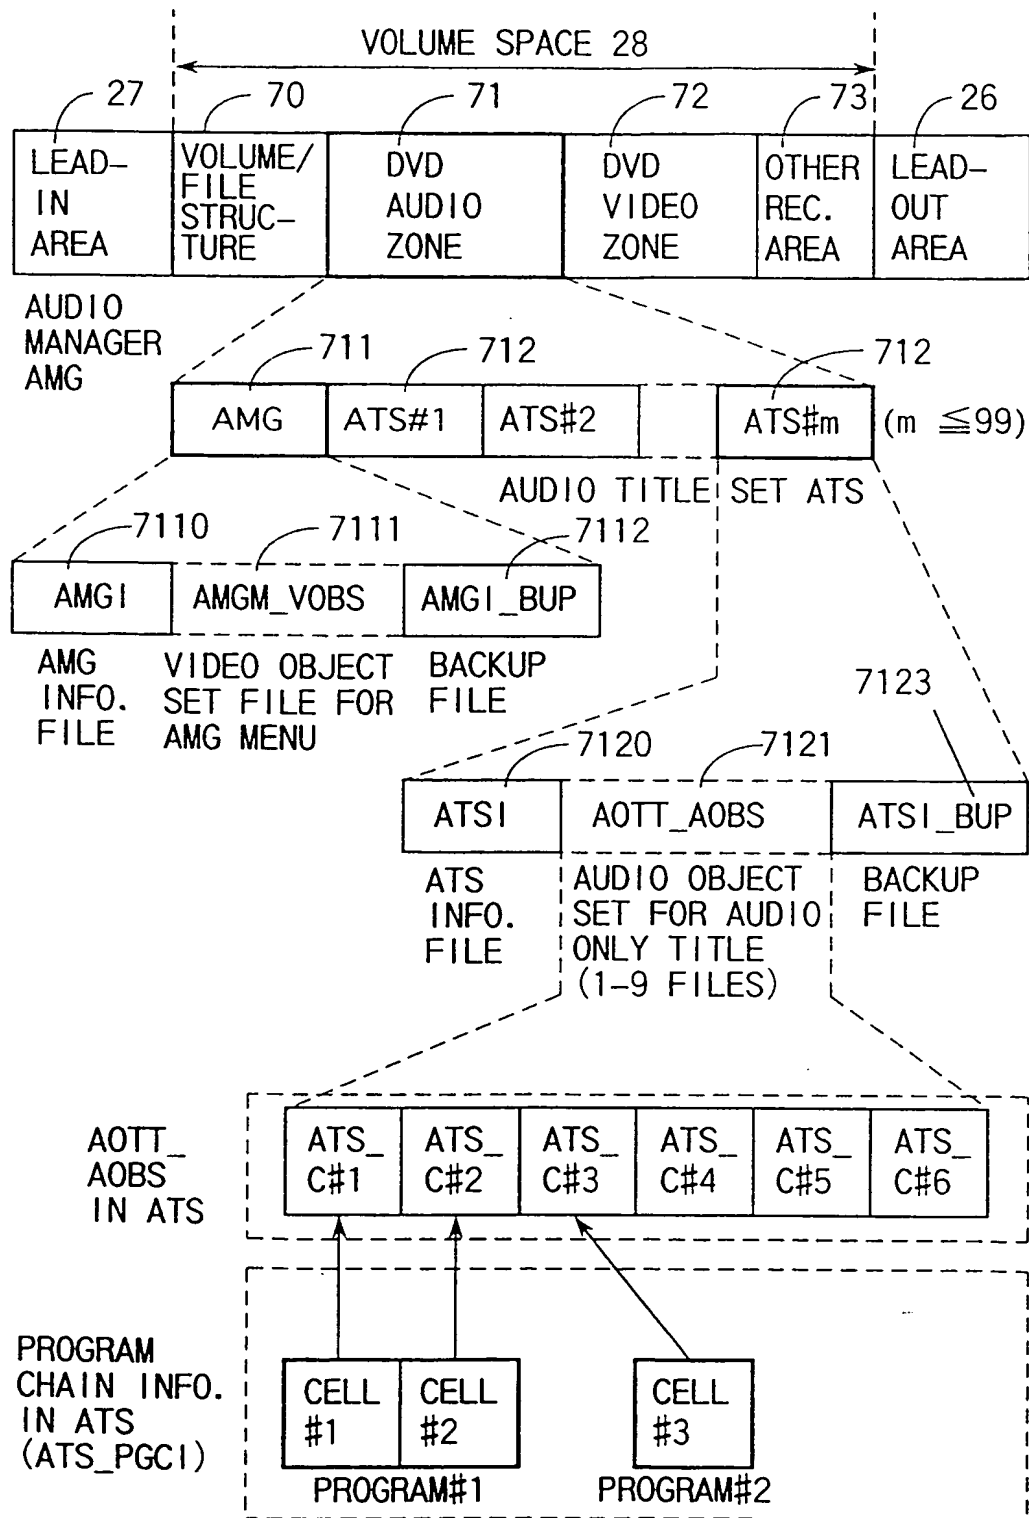 VOLUME SPACE 28
27
70
71
72
73
26
LEAD-
IN
AREA
VOLUME/
FILE
STRUC-
TURE
DVD
AUDIO
ZONE
DVD
VIDEO
ZONE
OTHER
REC.
AREA
LEAD-
OUT
AREA
AUDIO
MANAGER
AMG
711
712
712
AMG
ATS#1
ATS#2
ATS#m
(m ≦99)
AUDIO TITLE SET ATS
7110
7111
7112
AMGI
AMGM_VOBS
AMGI_BUP
AMG
INFO.
FILE
VIDEO OBJECT
SET FILE FOR
AMG MENU
BACKUP
FILE
7123
7120
7121
ATSI
AOTT_AOBS
ATSI_BUP
ATS
INFO.
FILE
AUDIO OBJECT
SET FOR AUDIO
ONLY TITLE
(1-9 FILES)
BACKUP
FILE
AOTT_
AOBS
IN ATS
ATS_
C#1
ATS_
C#2
ATS_
C#3
ATS_
C#4
ATS_
C#5
ATS_
C#6
PROGRAM
CHAIN INFO.
IN ATS
(ATS_PGCI)
CELL
#1
CELL
#2
CELL
#3
PROGRAM#1
PROGRAM#2